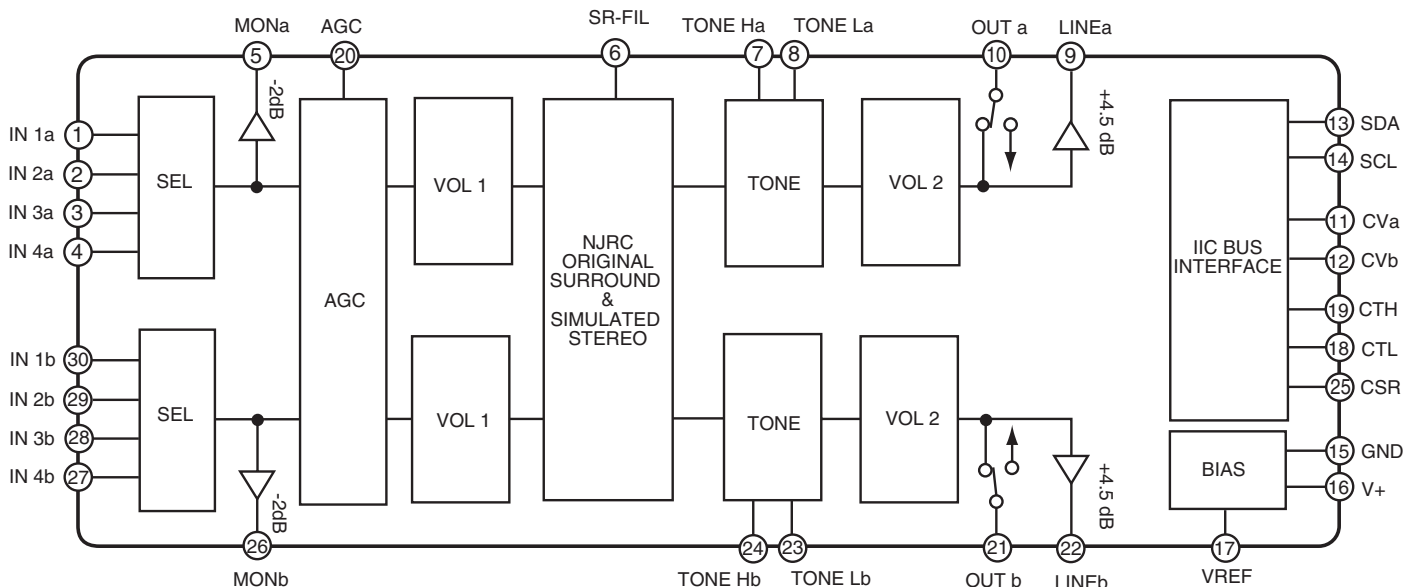 MONa
AGC
SR-FIL
TONE Ha
TONE La
OUT a
LINEa
5
20
6
7
8
10
9
-2dB
+4.5 dB
IN 1a
1
IN 2a
2
IN 3a
3
IN 4a
4
SEL
VOL 1
TONE
VOL 2
13
SDA
14
SCL
11
CVa
12
CVb
19
CTH
18
CTL
25
CSR
IIC BUS
INTERFACE
AGC
NJRC
ORIGINAL
SURROUND
&
SIMULATED
STEREO
IN 1b
30
IN 2b
29
IN 3b
28
IN 4b
27
SEL
VOL 1
TONE
VOL 2
BIAS
15
GND
16
V+
-2dB
+4.5 dB
26
24
23
21
22
17
MONb
TONE Hb
TONE Lb
OUT b
LINEb
VREF